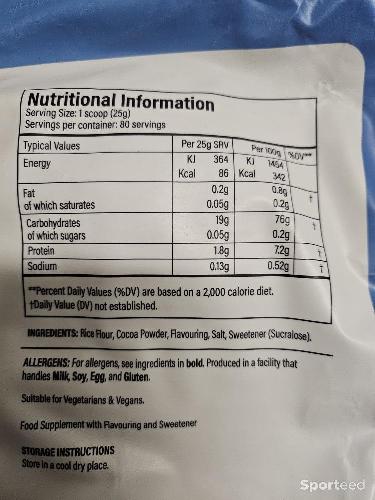 Nutritional Information
Serving Size: 1 scoop (25g)
Servings per container: 80 servings
Typical Values Per 25g SRV Per 100g %DV**
Energy KJ 364 KJ 1454
Kcal 86 Kcal 342
Fat 0.2g 0.8g †
of which saturates 0.05g 0.2g
Carbohydrates 19g 76g †
of which sugars 0.05g 0.2g
Protein 1.8g 7.2g †
Sodium 0.13g 0.52g †
**Percent Daily Values (%DV) are based on a 2,000 calorie diet.
†Daily Value (DV) not established.
INGREDIENTS: Rice Flour, Cocoa Powder, Flavouring, Salt, Sweetener (Sucralose).
ALLERGENS: For allergens, see ingredients in bold. Produced in a facility that
handles Milk, Soy, Egg, and Gluten.
Suitable for Vegetarians & Vegans.
Food Supplement with Flavouring and Sweetener
STORAGE INSTRUCTIONS
Store in a cool dry place.
Sporteed